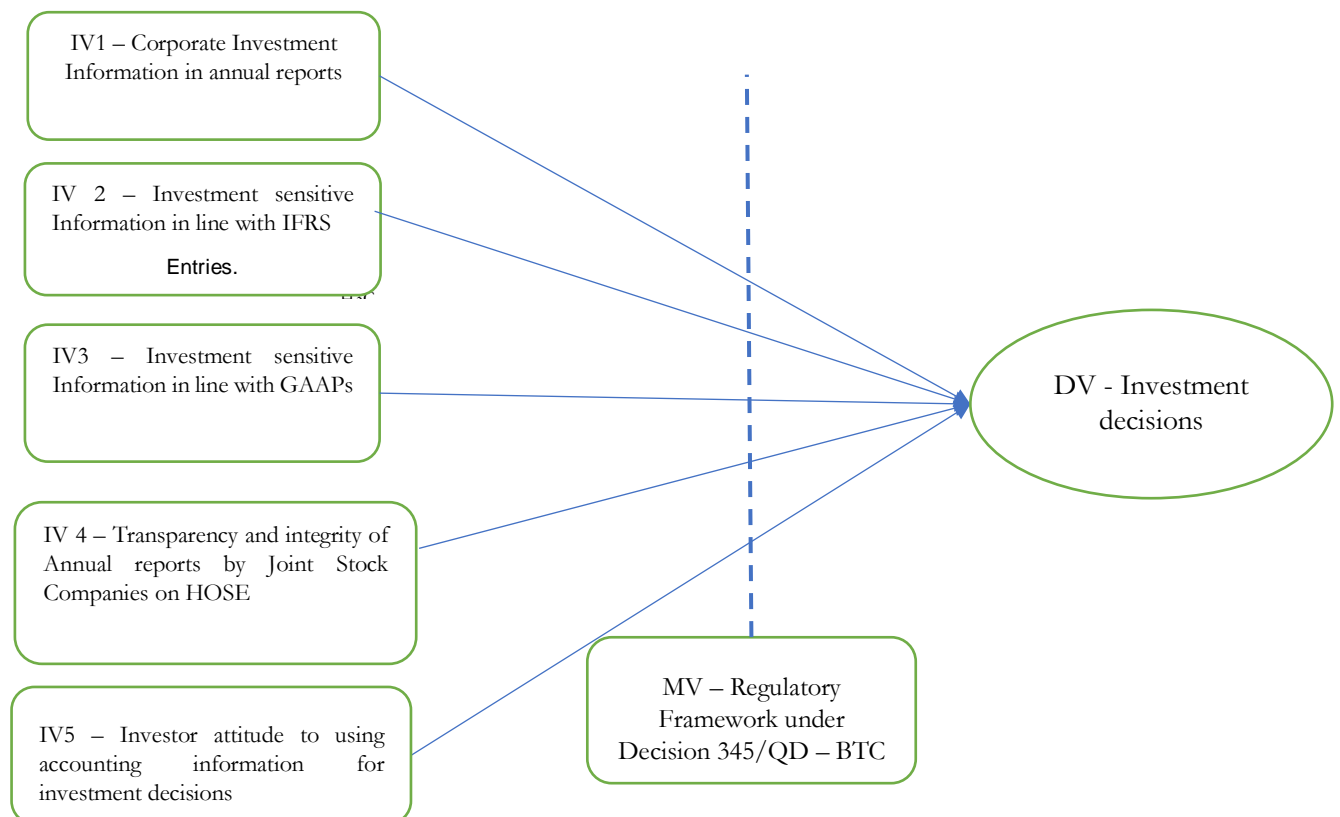 IV1 – Corporate Investment
Information in annual reports
IV 2 – Investment sensitive
Information in line with IFRS
Entries.
IV3 – Investment sensitive
Information in line with GAAPs
IV 4 – Transparency and integrity of
Annual reports by Joint Stock
Companies on HOSE
IV5 – Investor attitude to using
accounting information for
investment decisions
MV – Regulatory
Framework under
Decision 345/QD – BTC
DV - Investment
decisions